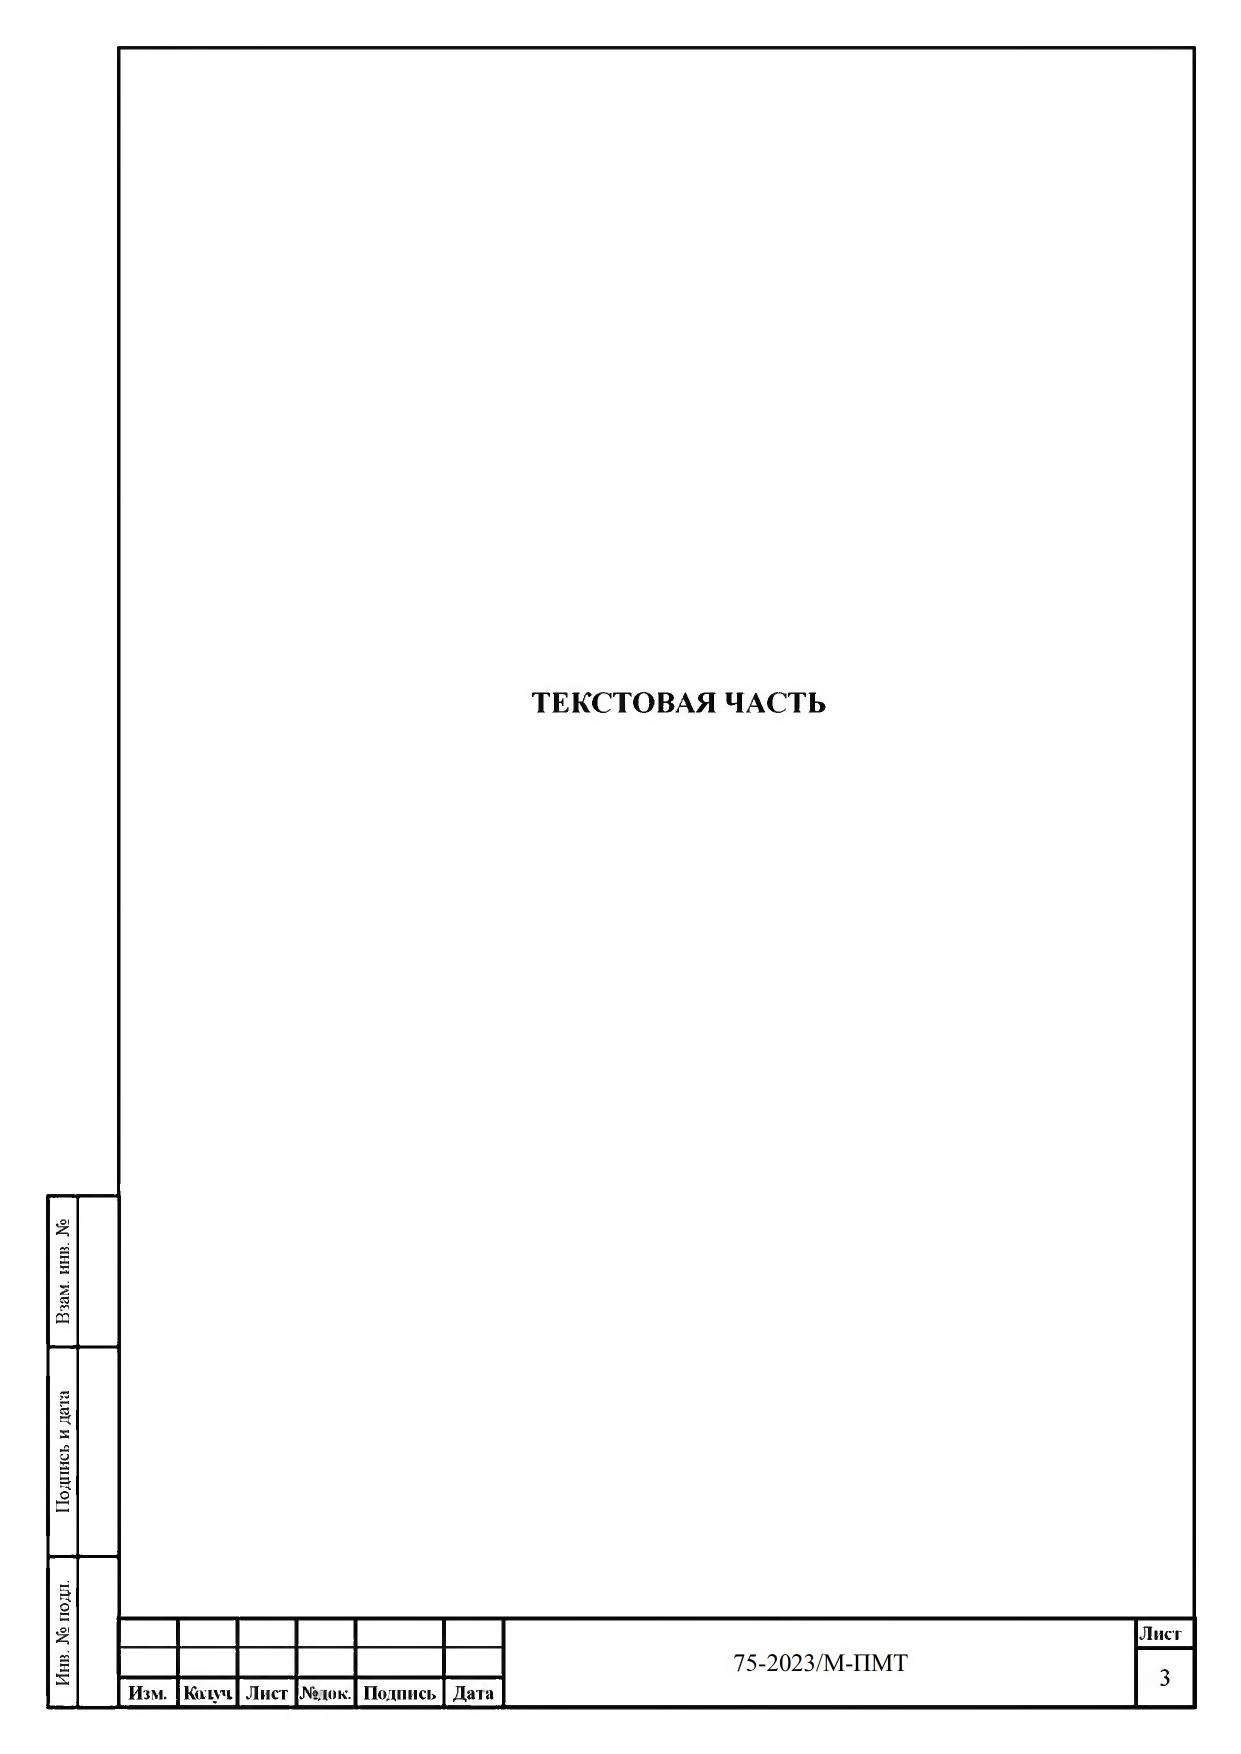 ТЕКСТОВАЯ ЧАСТЬ
Взам. инв. №
Подпись и дата
Инв. № подл.
Изм. Кол.уч. Лист №док. Подпись Дата
75-2023/М-ПМТ
Лист
3